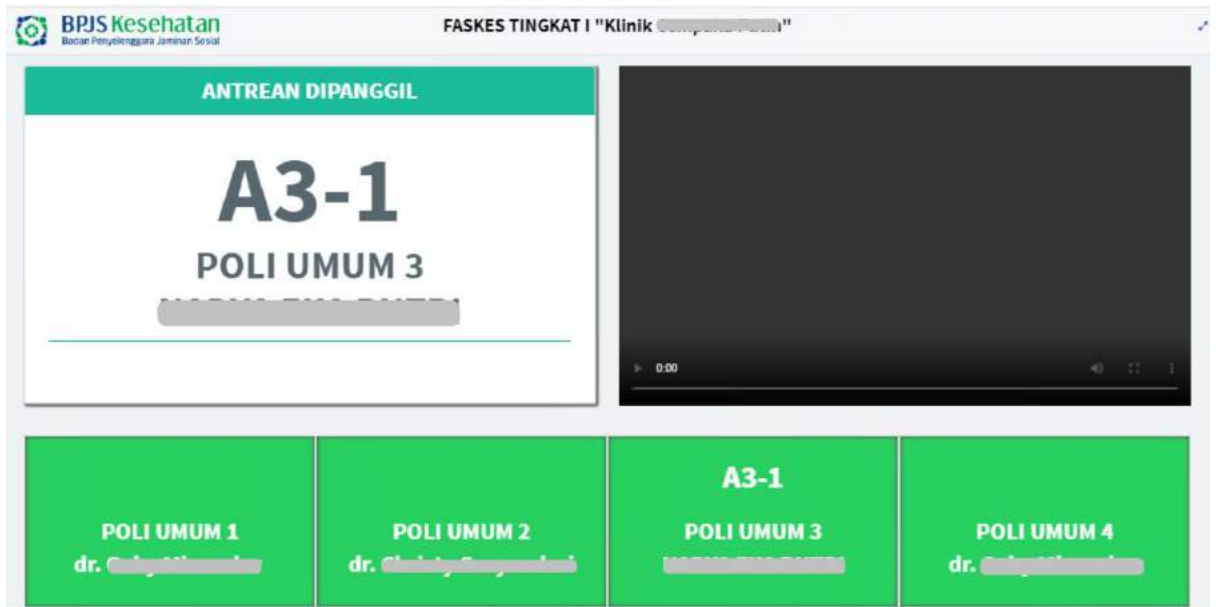 BPJS Kesehatan
Badan Penyelenggara Jaminan Sosial
FASKES TINGKAT I "Klinik "
ANTREAN DIPANGGIL
A3-1
POLI UMUM 3
0:00
POLI UMUM 1
dr.
POLI UMUM 2
dr.
A3-1
POLI UMUM 3
POLI UMUM 4
dr.